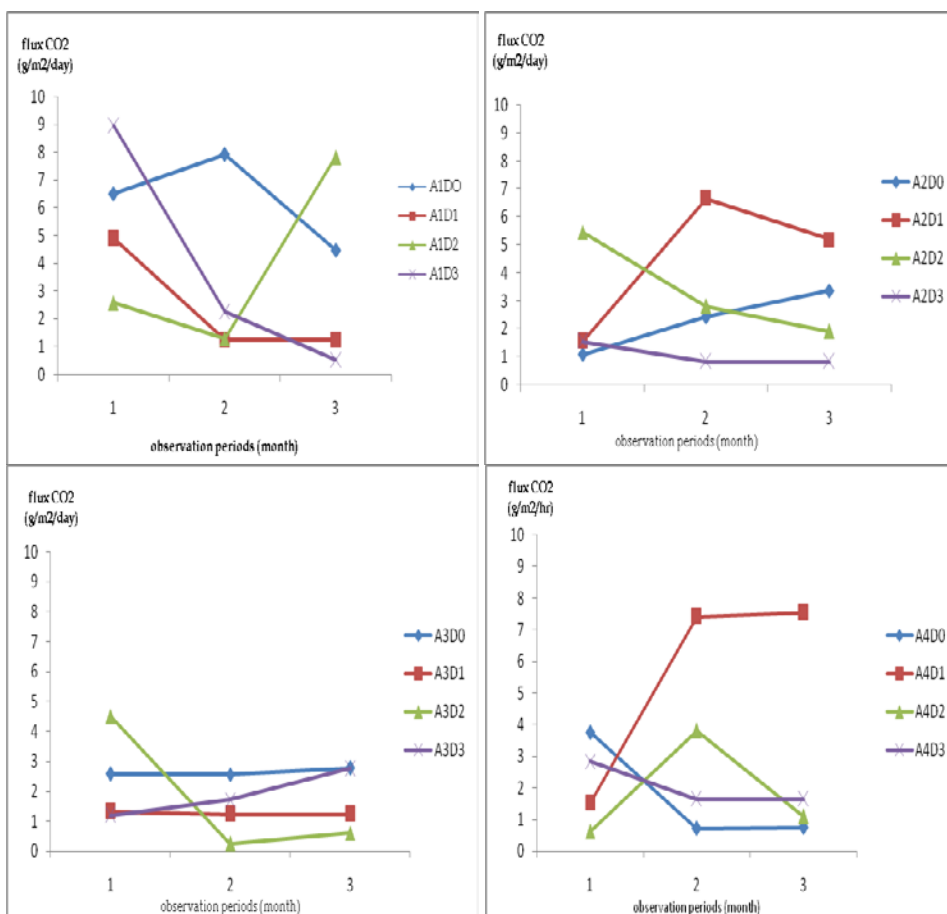 flux CO2
(g/m2/day)
10
9
8
7
6
5
4
3
2
1
0
1 2 3
observation periods (month)
A1DO
A1D1
A1D2
A1D3
flux CO2
(g/m2/day)
10
9
8
7
6
5
4
3
2
1
0
1 2 3
observation periods (month)
A2D0
A2D1
A2D2
A2D3
flux CO2
(g/m2/day)
10
9
8
7
6
5
4
3
2
1
0
1 2 3
observation periods (month)
A3D0
A3D1
A3D2
A3D3
flux CO2
(g/m2/hr)
10
9
8
7
6
5
4
3
2
1
0
1 2 3
observation periods (month)
A4D0
A4D1
A4D2
A4D3